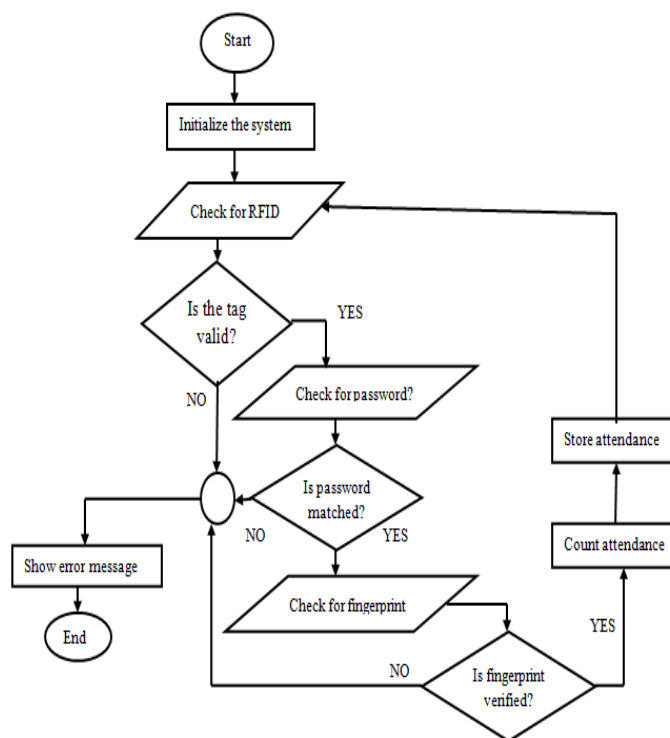 Start
Initialize the system
Check for RFID
Is the tag
valid?
YES
NO
Check for password?
Is password
matched?
NO
YES
Store attendance
Count attendance
Show error message
End
Check for fingerprint
YES
NO
Is fingerprint
verified?